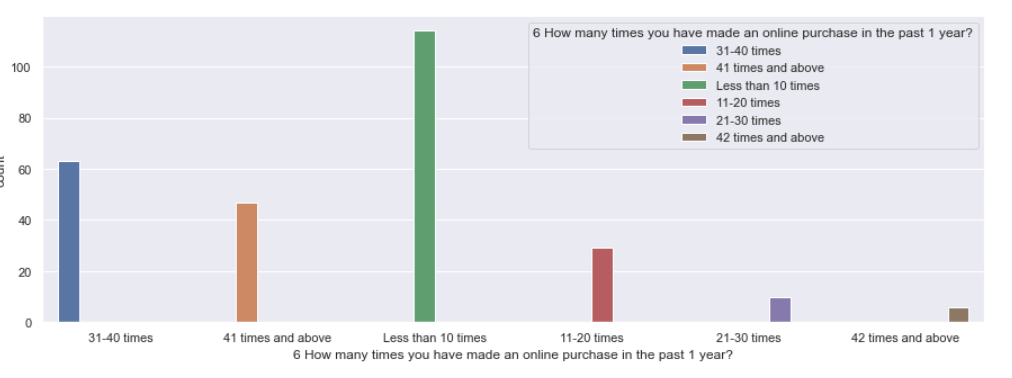 6 How many times you have made an online purchase in the past 1 year?
31-40 times
41 times and above
Less than 10 times
11-20 times
21-30 times
42 times and above
100
80
60
40
20
0
31-40 times 41 times and above Less than 10 times 11-20 times 21-30 times 42 times and above
6 How many times you have made an online purchase in the past 1 year?